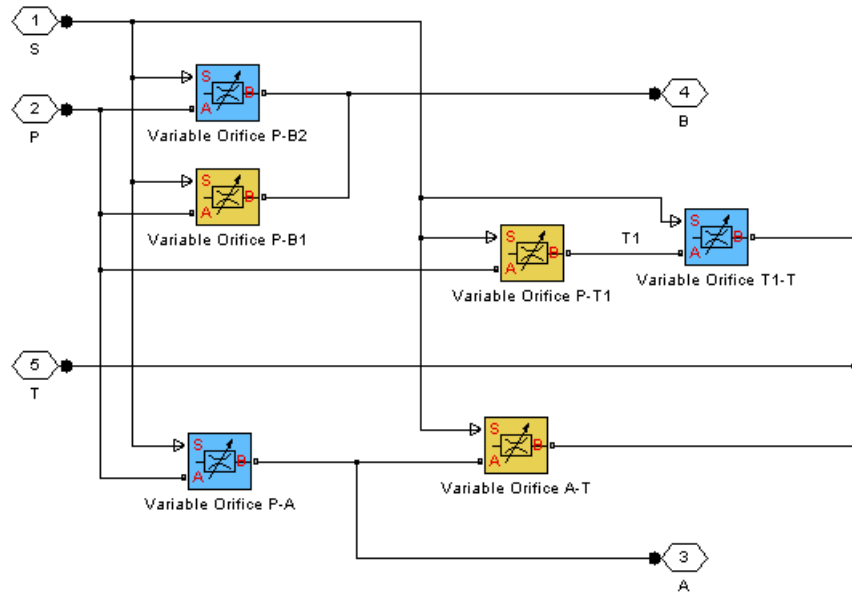 1
S
S
A
B
Variable Orifice P-B2
2
P
4
B
S
A
B
Variable Orifice P-B1
S
A
B
Variable Orifice P-T1
T1
S
A
B
Variable Orifice T1-T
5
T
S
A
B
Variable Orifice P-A
S
A
B
Variable Orifice A-T
3
A